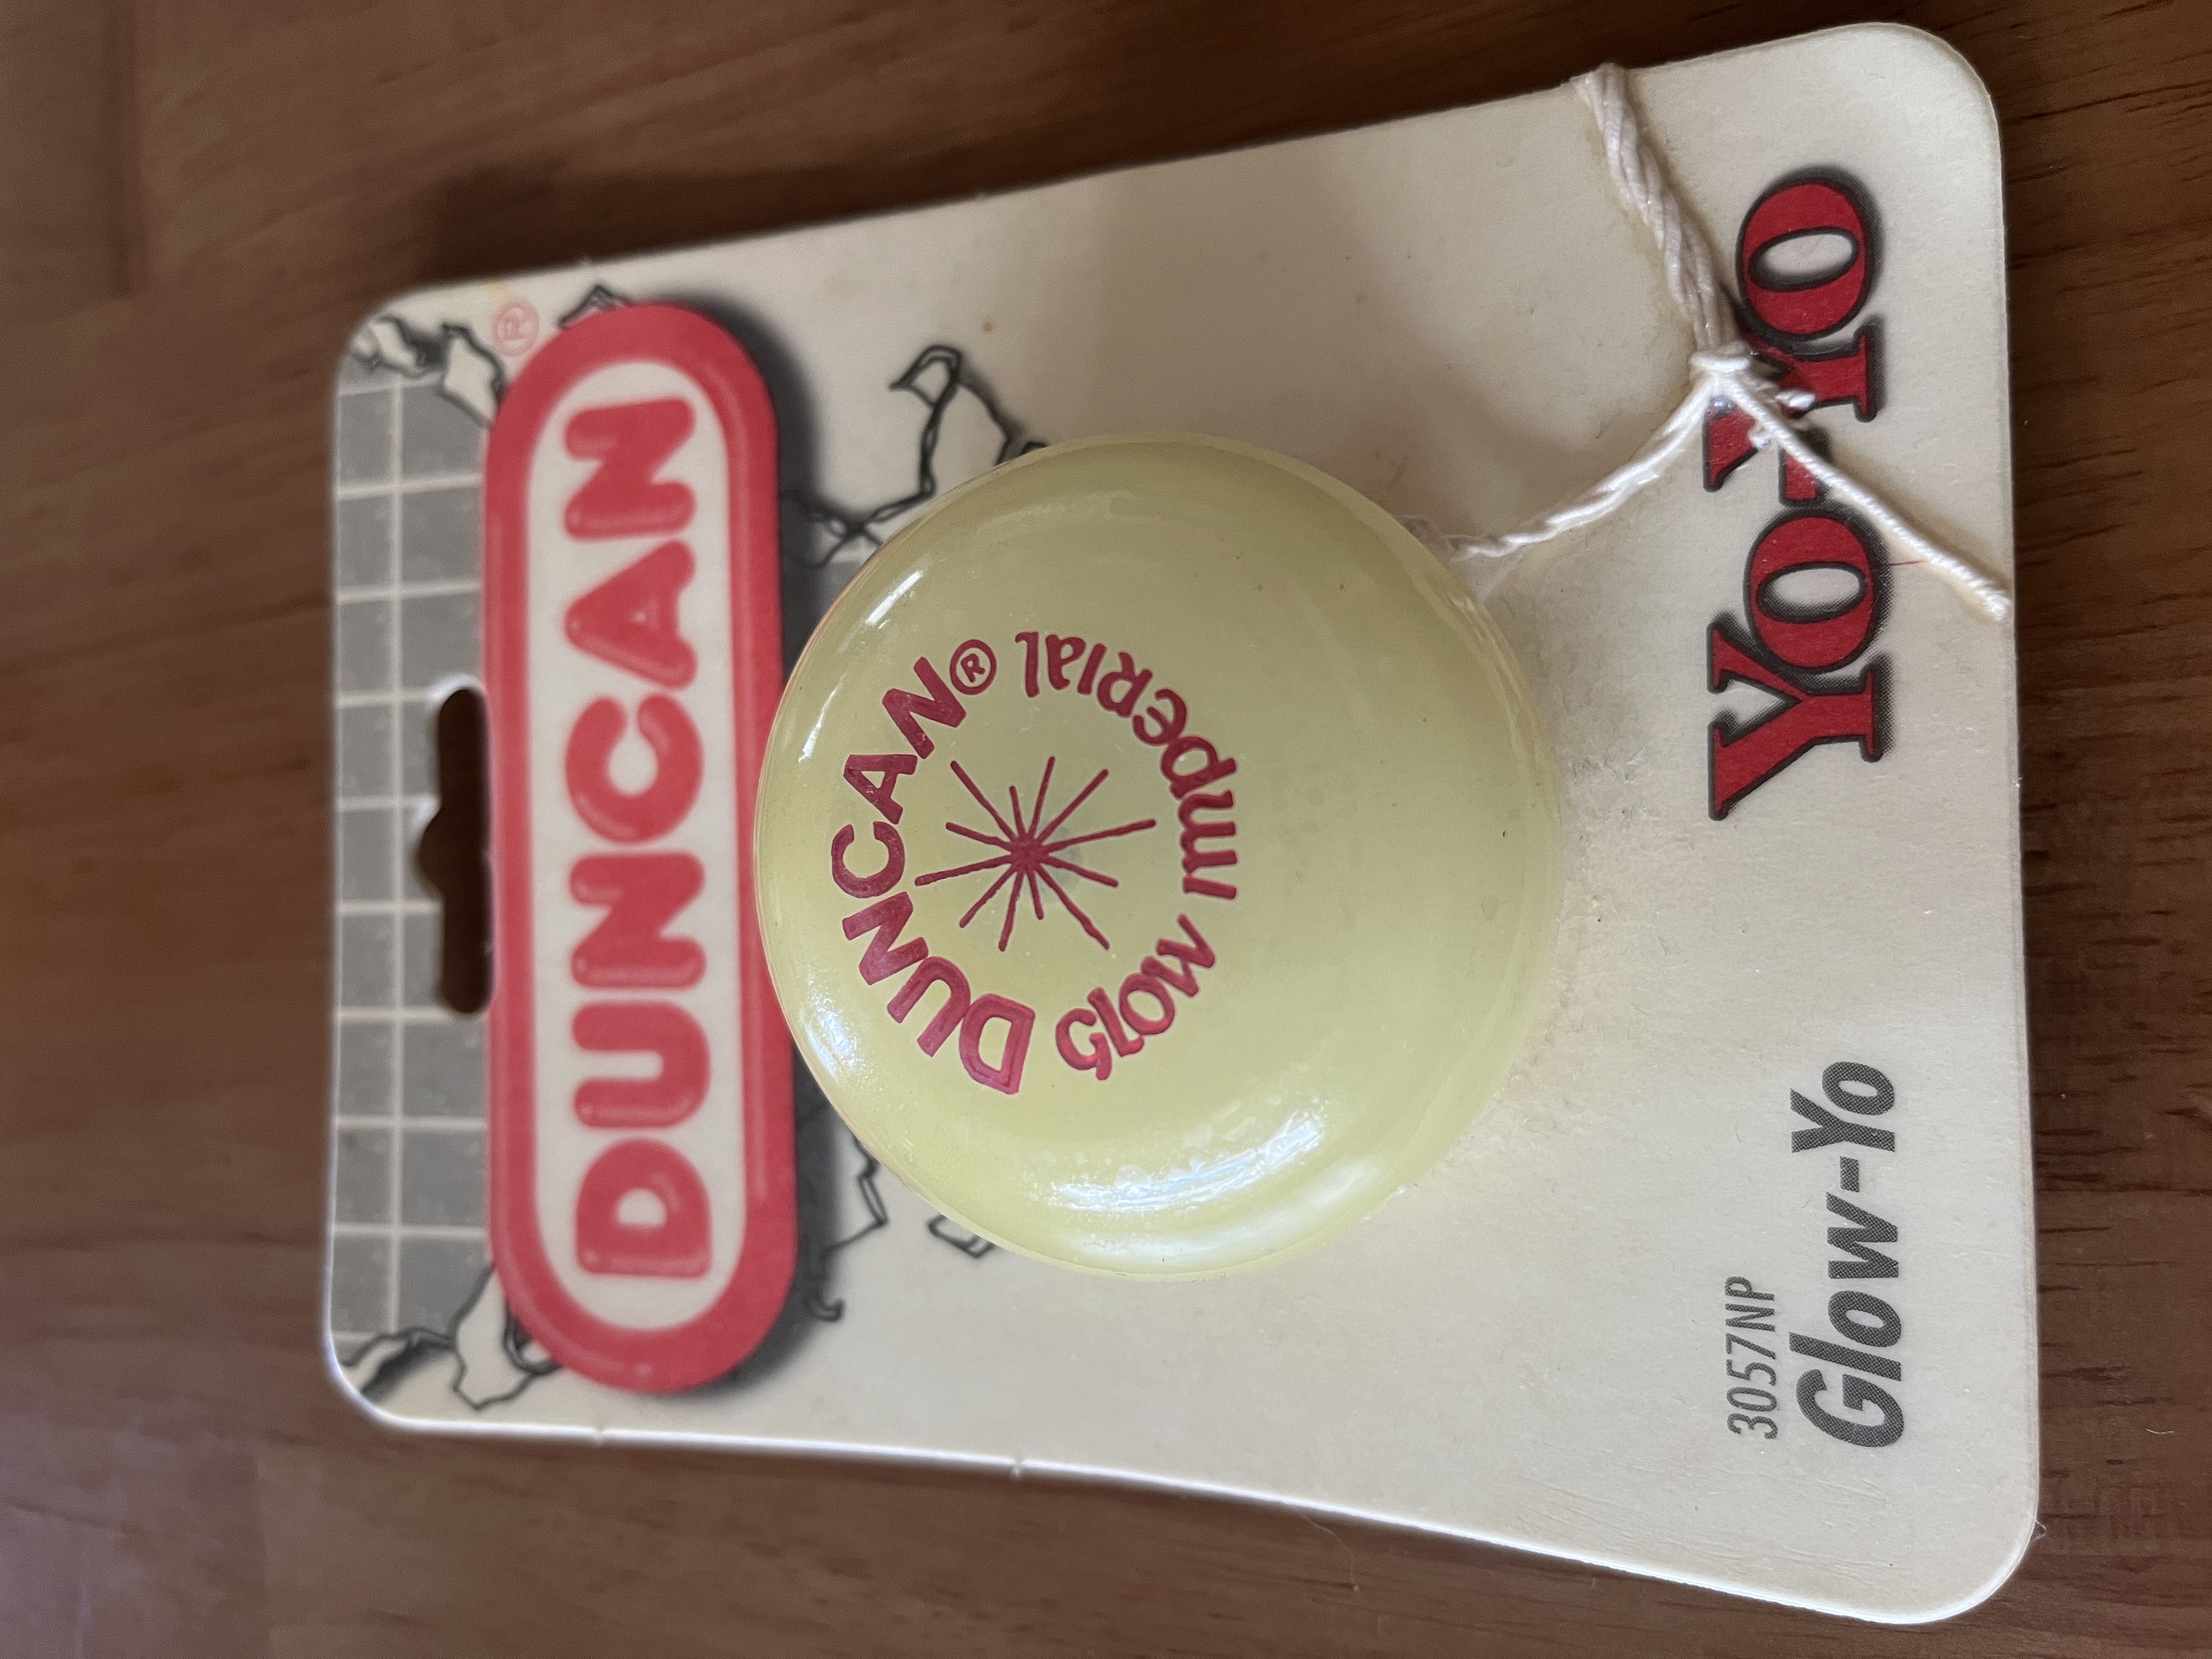 DUNCAN®
DUNCAN®
GLOW IMPERIAL
3057NP
Glow-Yo
Yo-Yo